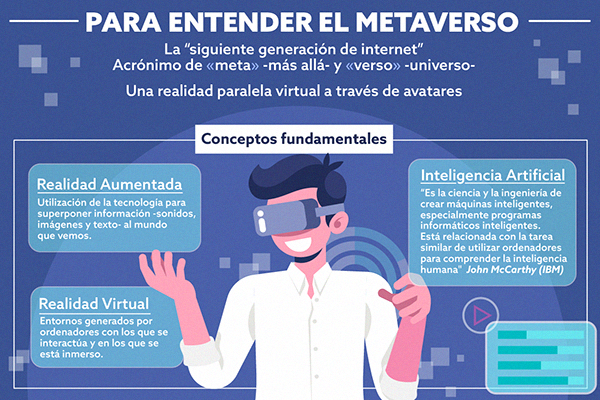 PARA ENTENDER EL METAVERSO
La "siguiente generación de internet"
Acrónimo de «meta» -más allá- y «verso» -universo-
Una realidad paralela virtual a través de avatares
Conceptos fundamentales
Realidad Aumentada
Utilización de la tecnología para
superponer información -sonidos,
imágenes y texto- al mundo
que vemos.
Realidad Virtual
Entornos generados por
ordenadores con los que se
interactúa y en los que se
está inmerso.
Inteligencia Artificial
"Es la ciencia y la ingeniería de
crear máquinas inteligentes,
especialmente programas
informáticos inteligentes.
Está relacionada con la tarea
similar de utilizar ordenadores
para comprender la inteligencia
humana" John McCarthy (IBM)